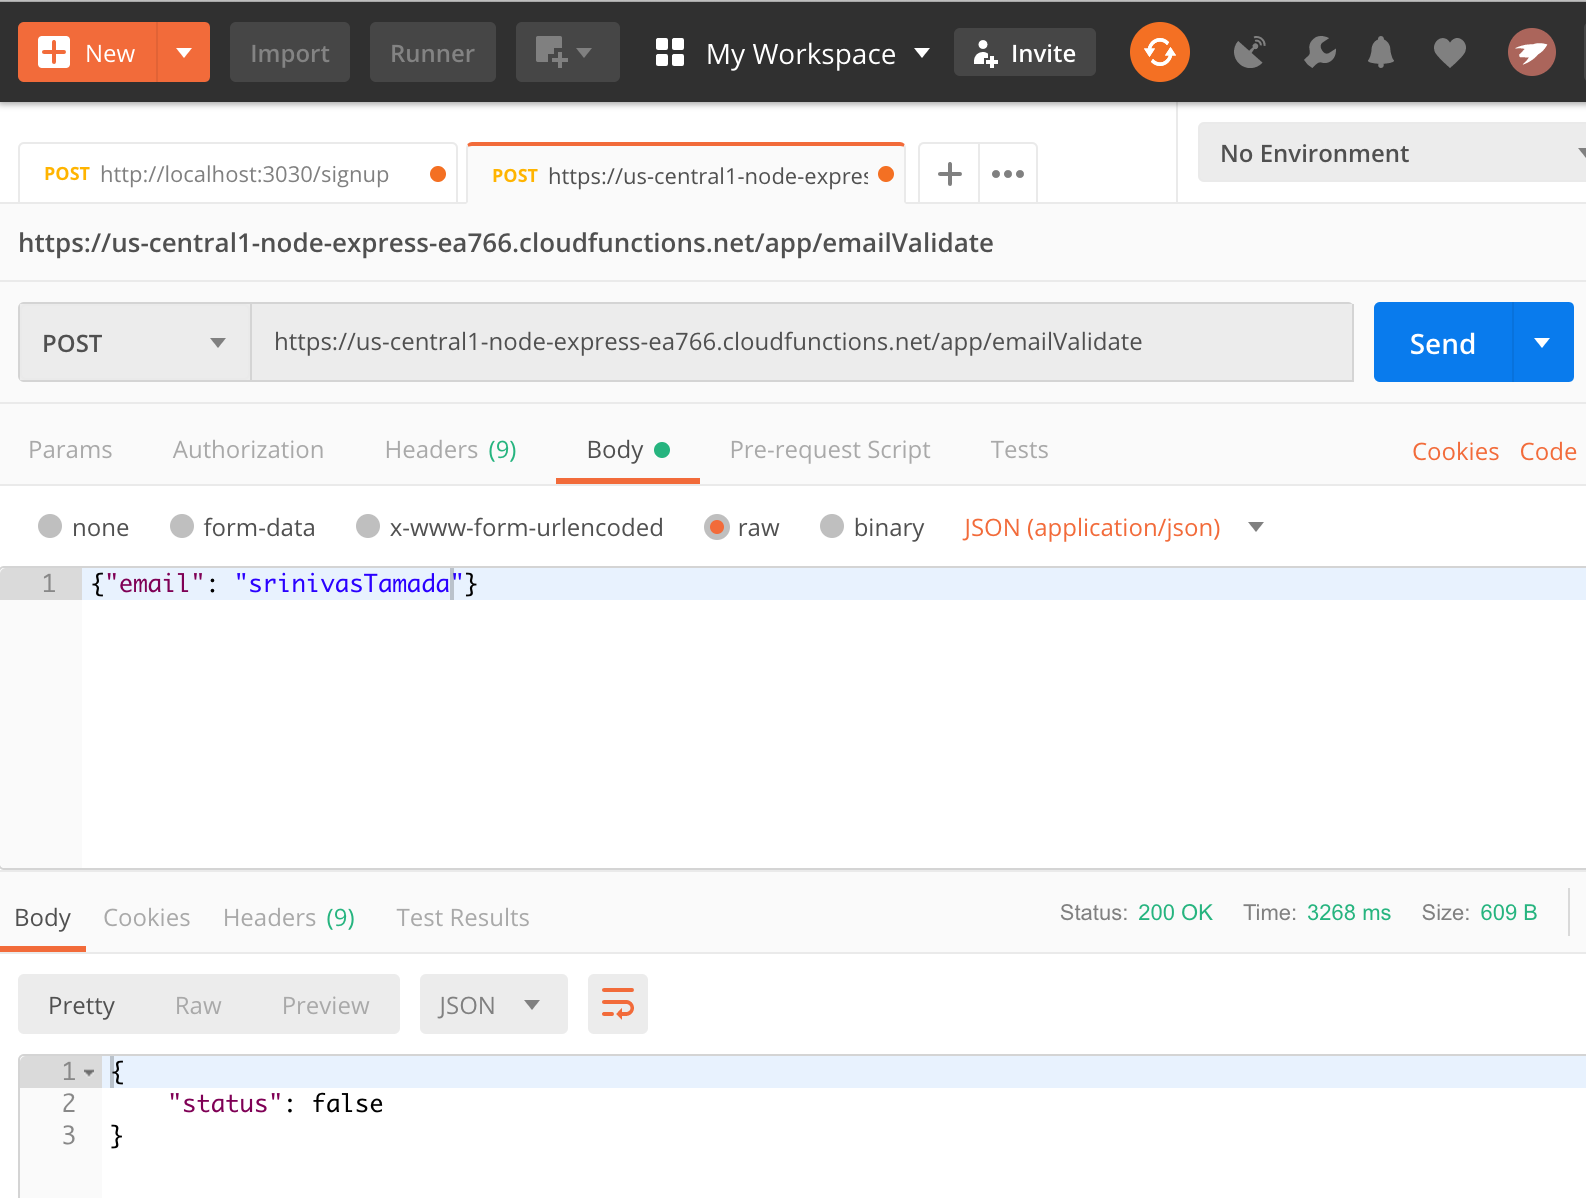 New Import Runner My Workspace Invite
POST http://localhost:3030/signup POST https://us-central1-node-expres No Environment
https://us-central1-node-express-ea766.cloudfunctions.net/app/emailValidate
POST https://us-central1-node-express-ea766.cloudfunctions.net/app/emailValidate Send
Params Authorization Headers (9) Body Pre-request Script Tests Cookies Code
none form-data x-www-form-urlencoded raw binary JSON (application/json)
1 {"email": "srinivasTamada"}
Body Cookies Headers (9) Test Results Status: 200 OK Time: 3268 ms Size: 609 B
Pretty Raw Preview JSON
1 {
2 "status": false
3 }